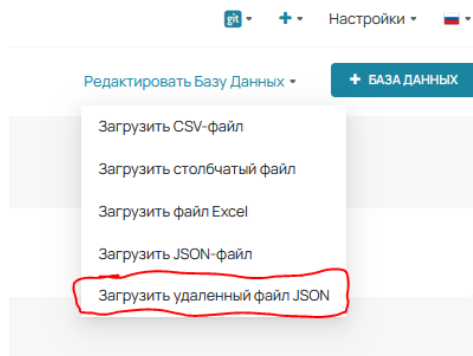 git + Настройки
Редактировать Базу Данных + БАЗА ДАННЫХ
Загрузить CSV-файл
Загрузить столбчатый файл
Загрузить файл Excel
Загрузить JSON-файл
Загрузить удаленный файл JSON